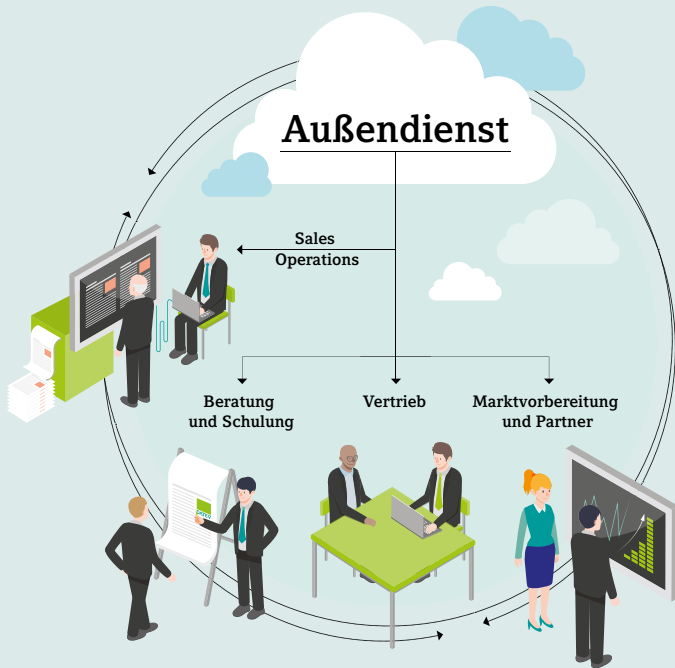 Außendienst
Sales
Operations
Beratung
und Schulung
Vertrieb
Marktvorbereitung
und Partner